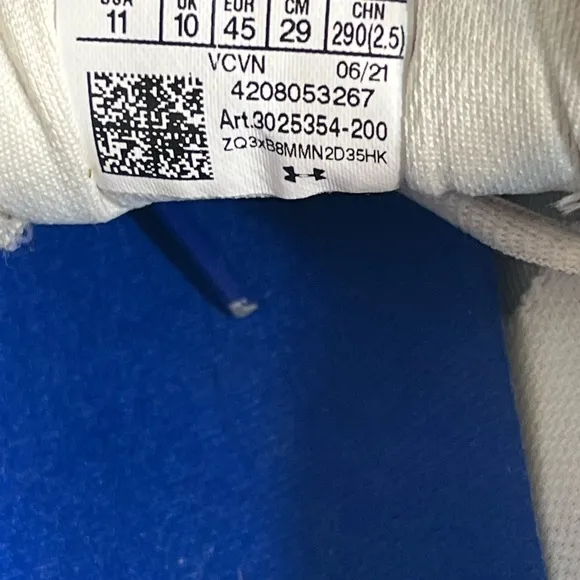 USA UK EUR CM CHN
11 10 45 29 290(2.5)
VCVN 06/21
4208053267
Art.3025354-200
ZQ3xB8MMN2D35HK